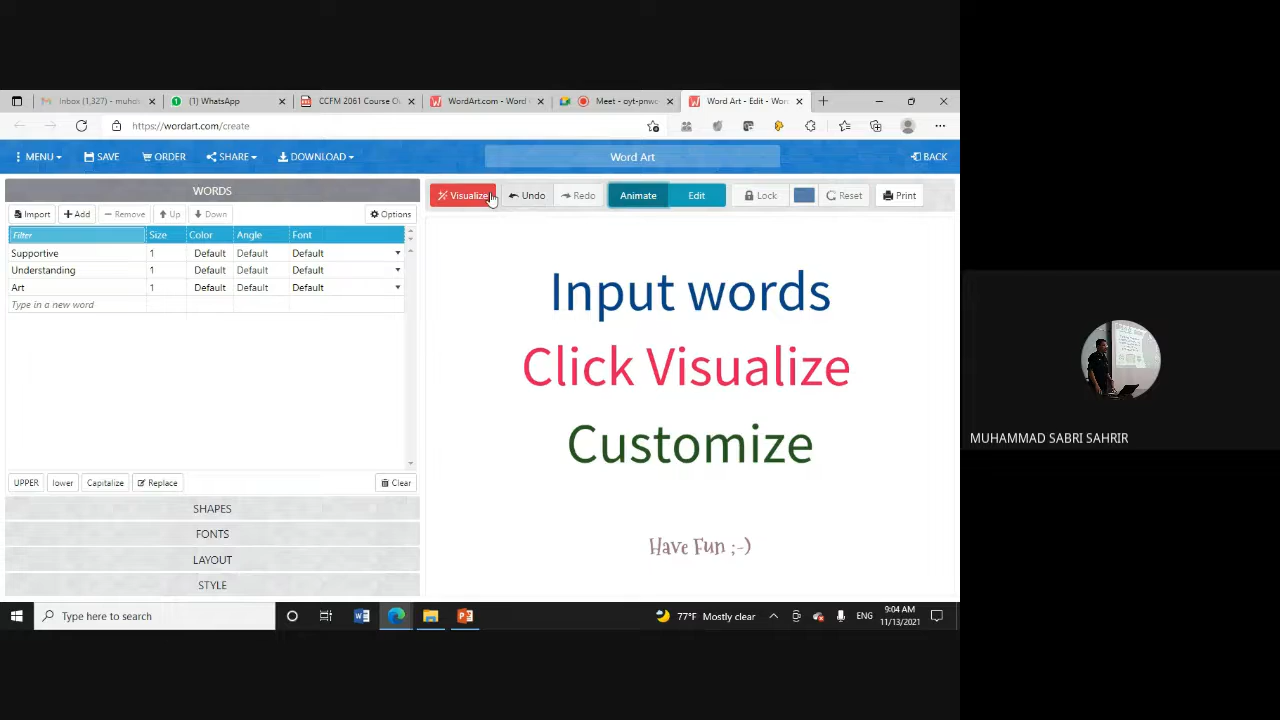 Inbox (1,327) - muhd
(1) WhatsApp
CCFM 2061 Course O
WordArt.com - Word
Meet - oyt-pnwc
Word Art - Edit - Wor
https://wordart.com/create
MENU
SAVE
ORDER
SHARE
DOWNLOAD
Word Art
BACK
WORDS
Visualize
Undo
Redo
Animate
Edit
Lock
Reset
Print
Import
Add
Remove
Up
Down
Options
Filter Size Color Angle Font
Supportive 1 Default Default Default
Understanding 1 Default Default Default
Art 1 Default Default Default
Type in a new word
Input words
Click Visualize
Customize
Have Fun ;-)
UPPER
lower
Capitalize
Replace
Clear
SHAPES
FONTS
LAYOUT
STYLE
MUHAMMAD SABRI SAHRIR
Type here to search
77°F Mostly clear
ENG
9:04 AM
11/13/2021